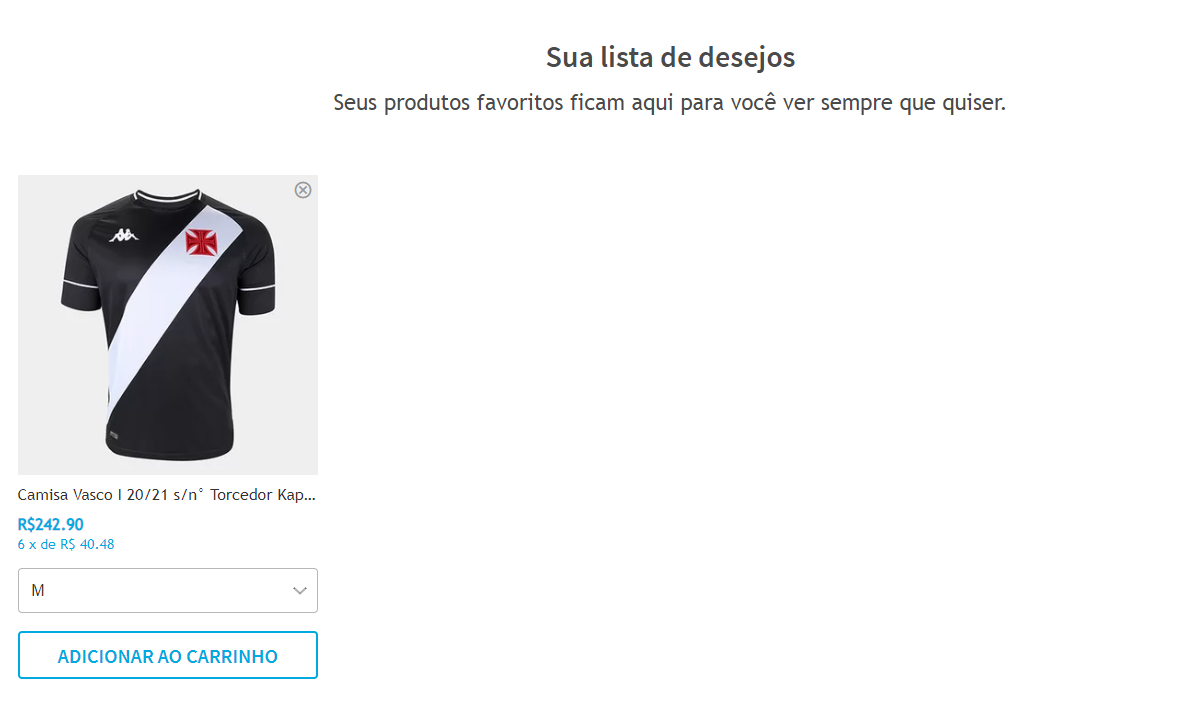 Sua lista de desejos
Seus produtos favoritos ficam aqui para você ver sempre que quiser.
Camisa Vasco I 20/21 s/n° Torcedor Kap...
R$242.90
6 x de R$ 40.48
M
ADICIONAR AO CARRINHO